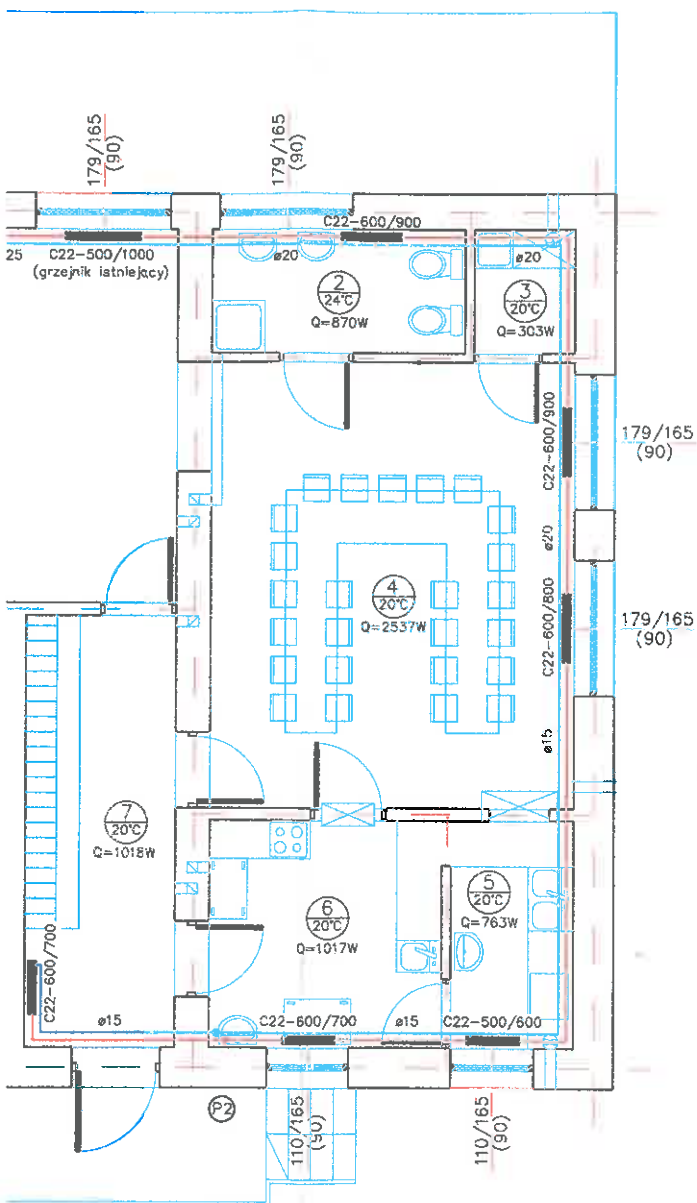 179/165
(90)
179/165
(90)
C22-600/900
25
C22-500/1000
(grzejnik istniejący)
ø20
2
24°C
Q=870W
ø20
3
20°C
Q=303W
C22-600/900
179/165
(90)
ø20
4
20°C
Q=2537W
C22-600/800
179/165
(90)
ø15
7
20°C
Q=1018W
6
20°C
Q=1017W
5
20°C
Q=763W
C22-600/700
ø15
C22-600/700
ø15
C22-500/600
P2
110/165
(90)
110/165
(90)